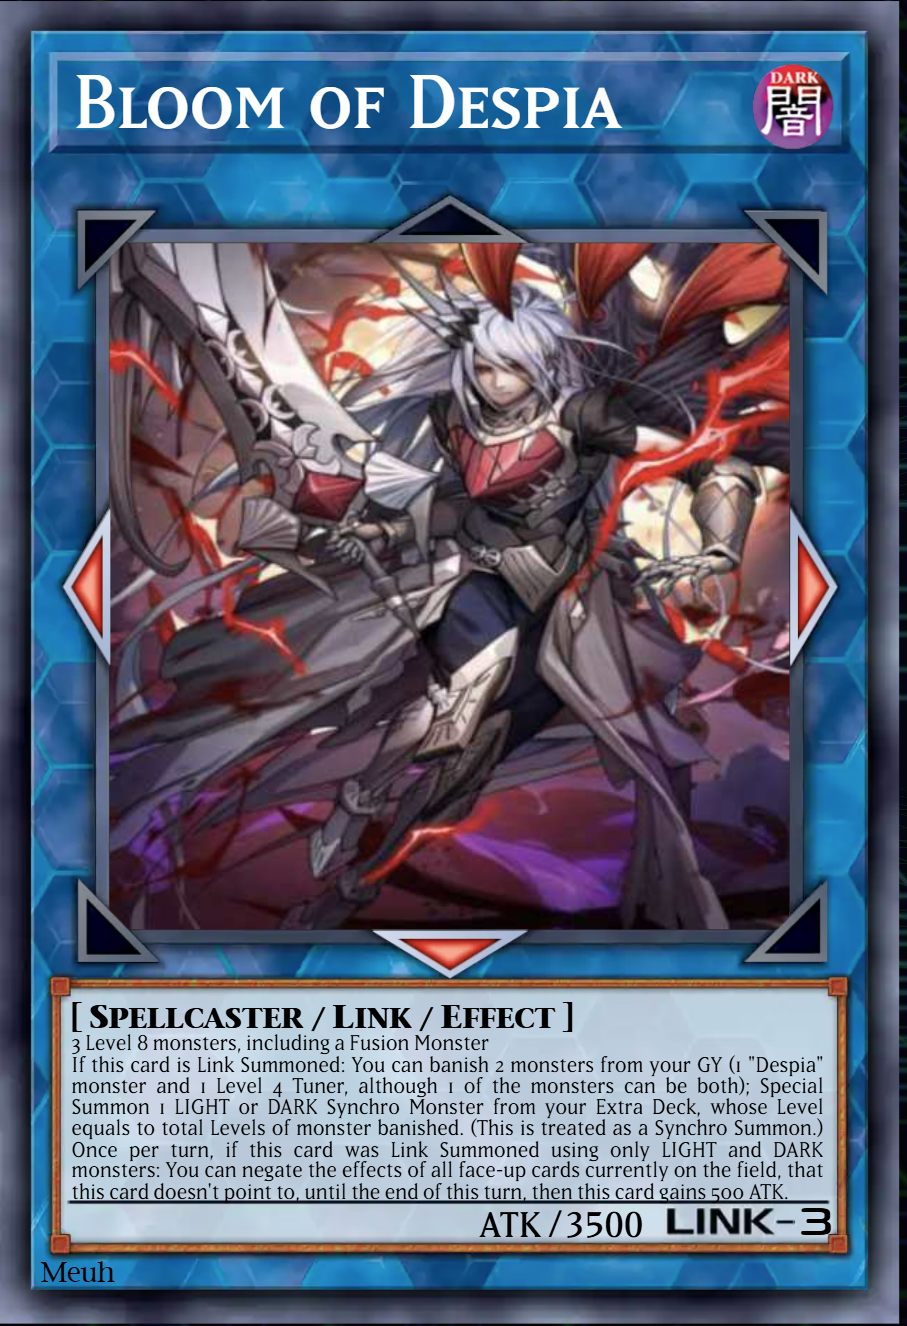 Bloom of Despia
DARK
闇
[ Spellcaster / Link / Effect ]
3 Level 8 monsters, including a Fusion Monster
If this card is Link Summoned: You can banish 2 monsters from your GY (1 "Despia"
monster and 1 Level 4 Tuner, although 1 of the monsters can be both); Special
Summon 1 LIGHT or DARK Synchro Monster from your Extra Deck, whose Level
equals to total Levels of monster banished. (This is treated as a Synchro Summon.)
Once per turn, if this card was Link Summoned using only LIGHT and DARK
monsters: You can negate the effects of all face-up cards currently on the field, that
this card doesn't point to, until the end of this turn, then this card gains 500 ATK.
ATK/3500 LINK-3
Meuh